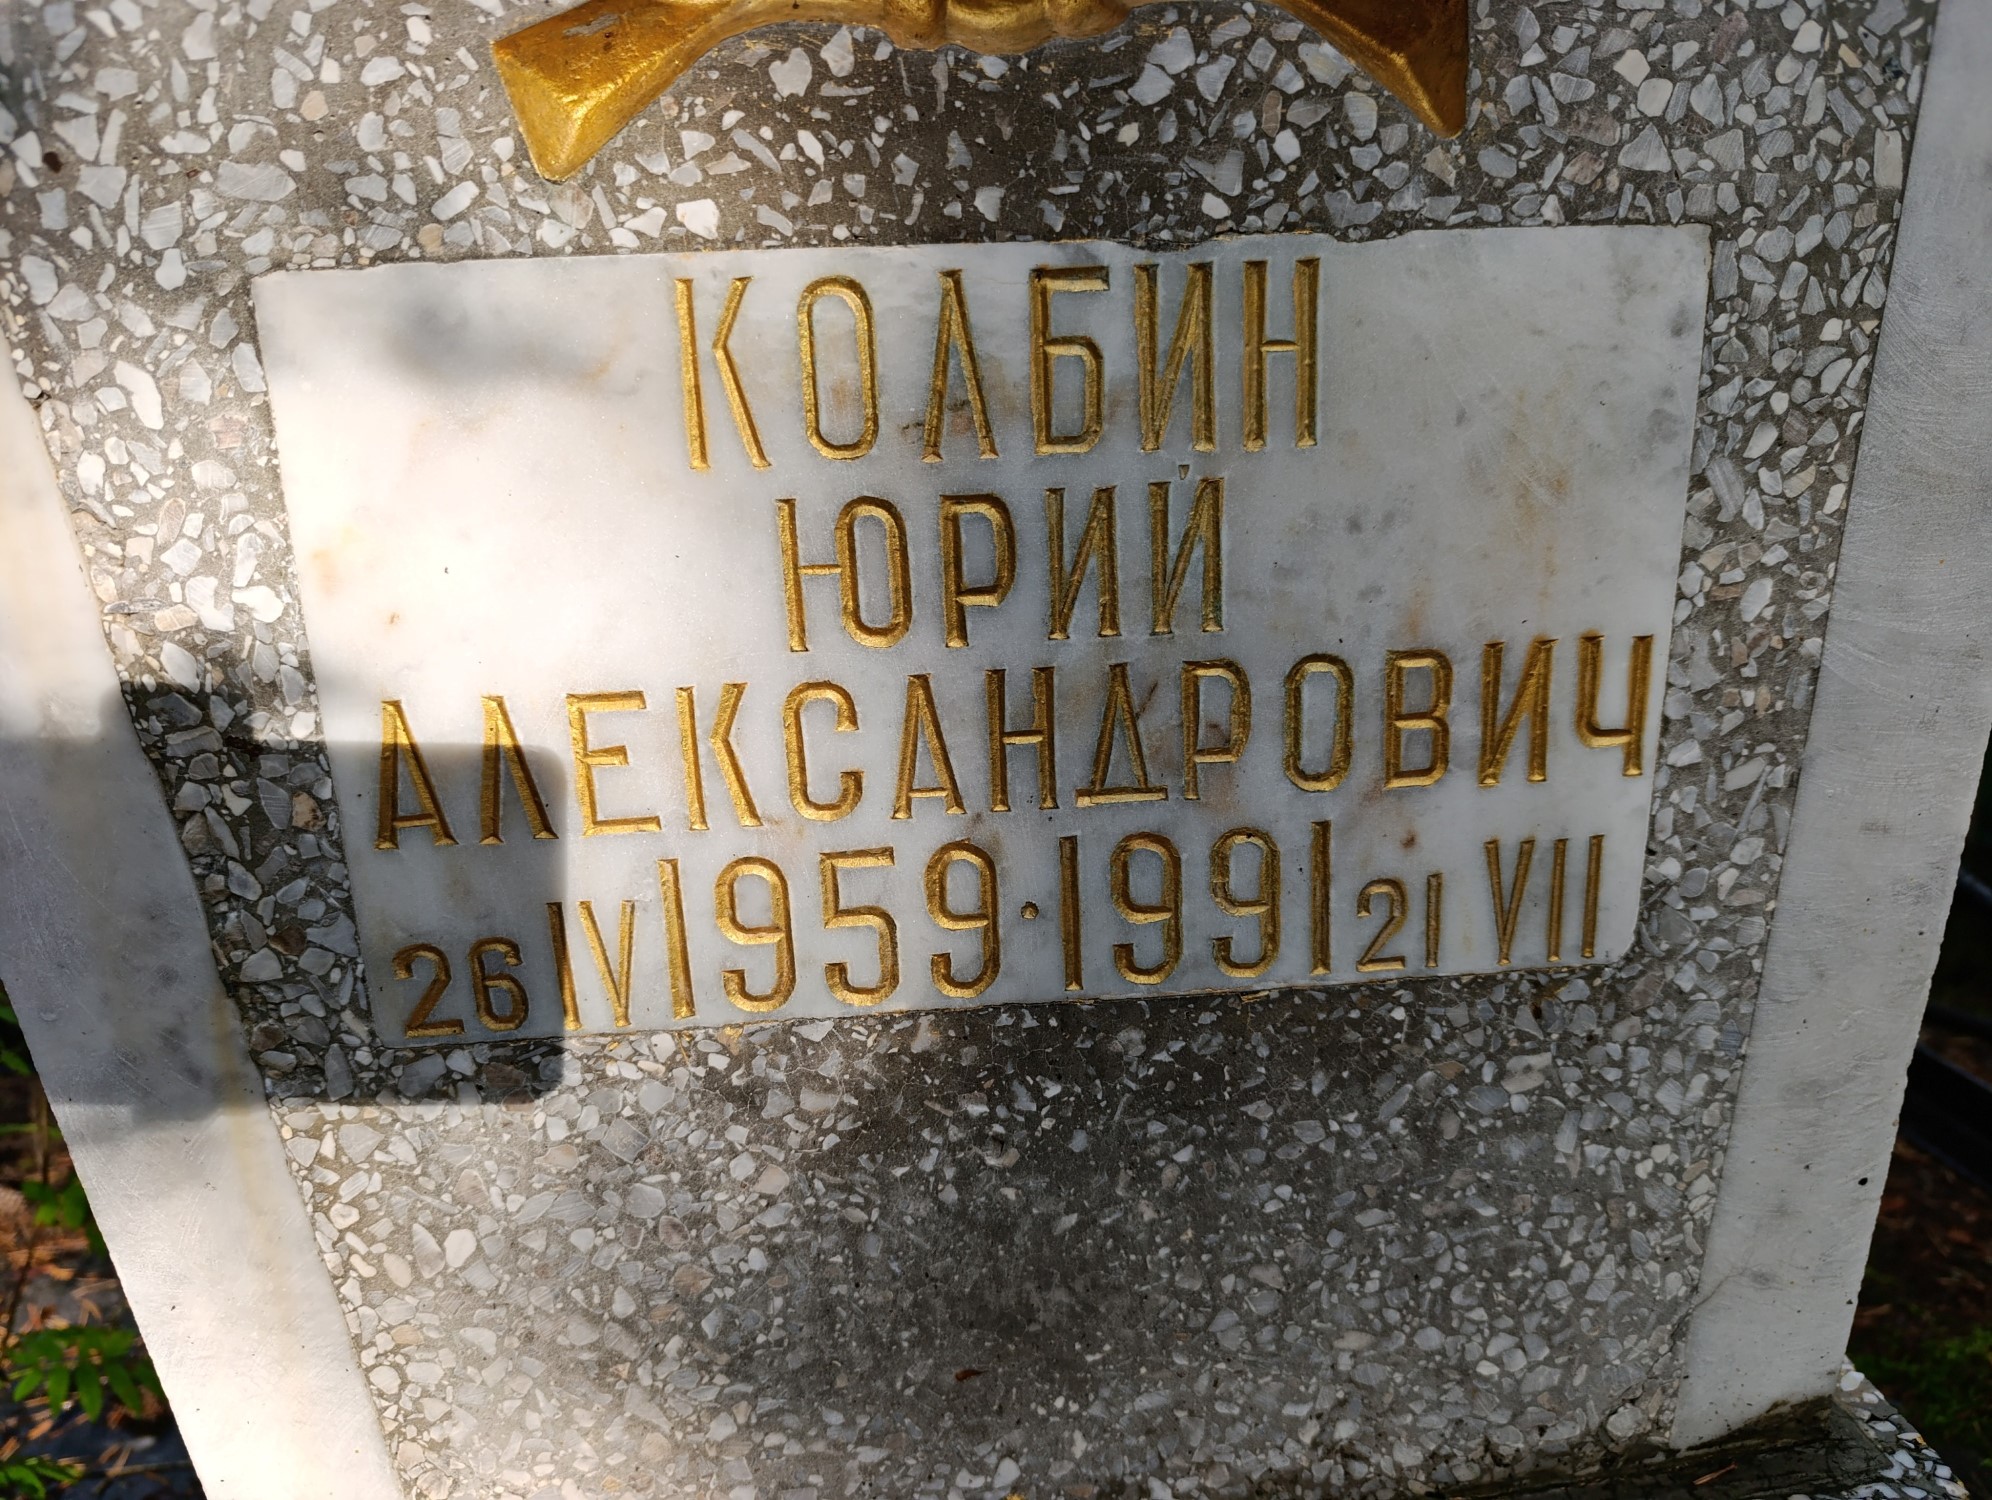 КОЛБИН
ЮРИЙ
АЛЕКСАНДРОВИЧ
26 IV 1959·1991 21 VII